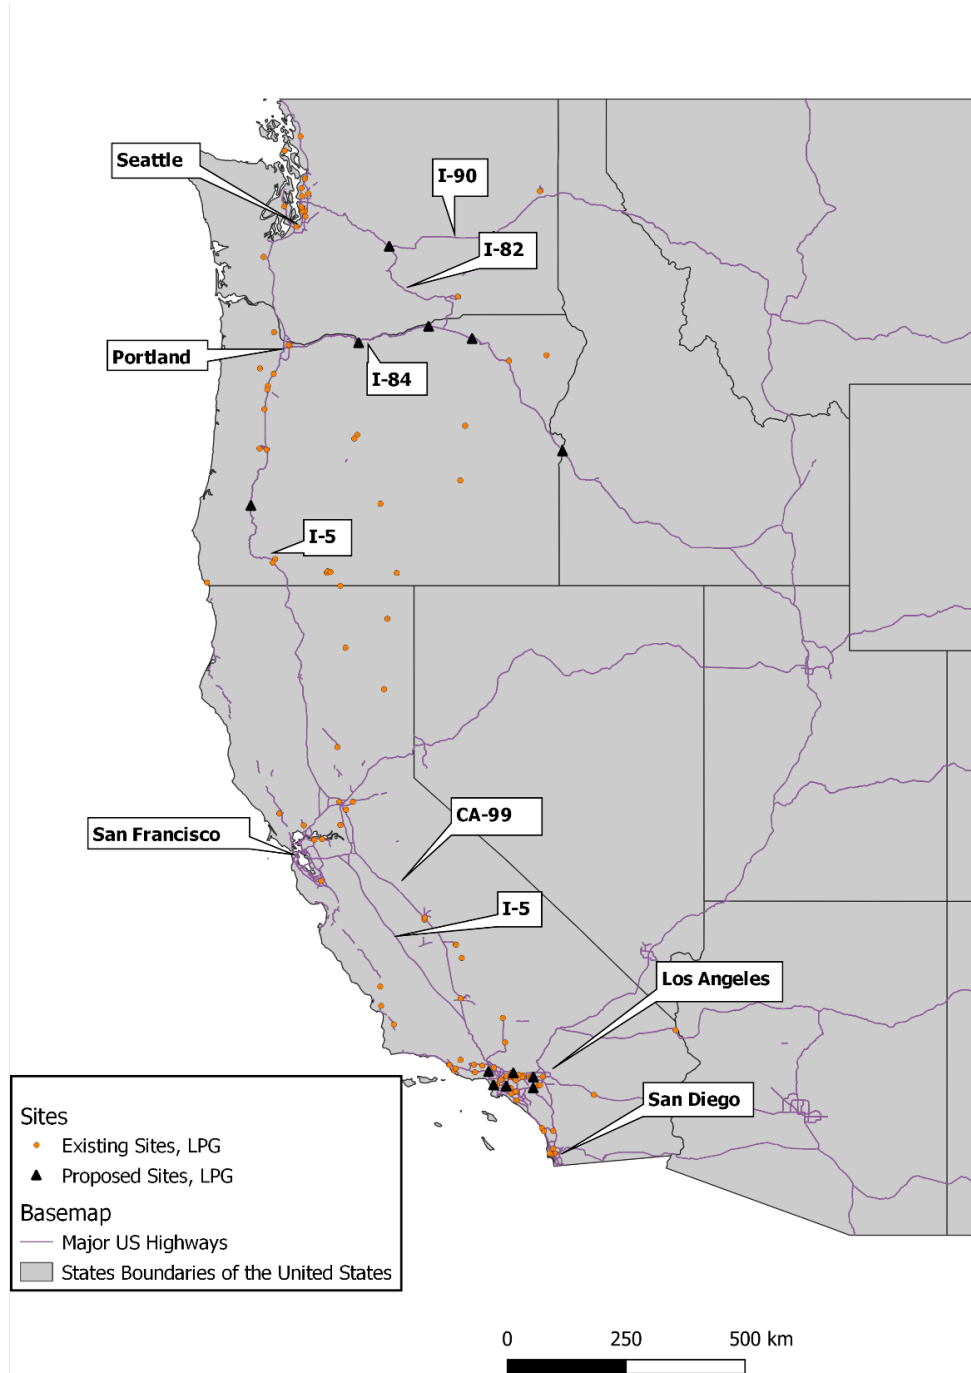 Seattle
I-90
I-82
Portland
I-84
I-5
CA-99
San Francisco
I-5
Los Angeles
San Diego
Sites
Existing Sites, LPG
Proposed Sites, LPG
Basemap
Major US Highways
States Boundaries of the United States
0 250 500 km